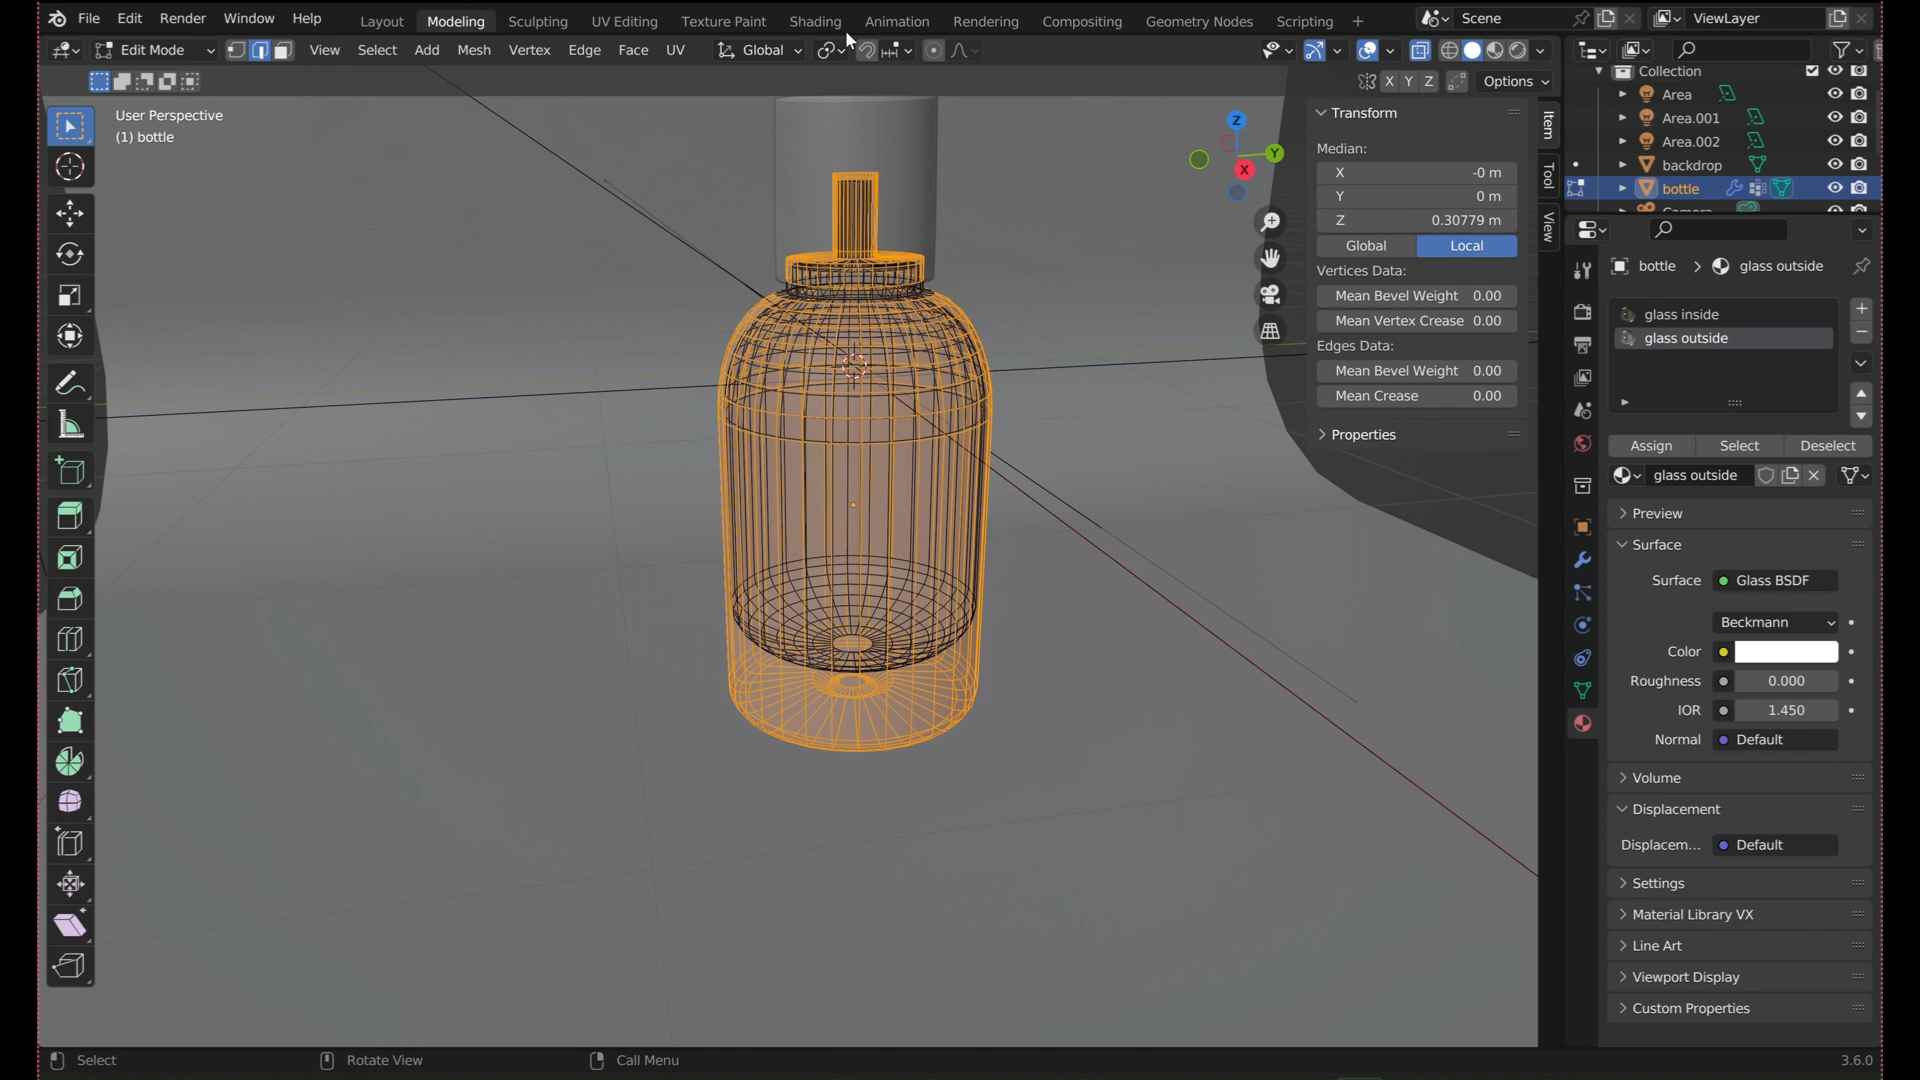 File Edit Render Window Help Layout Modeling Sculpting UV Editing Texture Paint Shading Animation Rendering Compositing Geometry Nodes Scripting + Scene ViewLayer
Edit Mode View Select Add Mesh Vertex Edge Face UV Global
X Y Z Options
User Perspective
(1) bottle
Z
Y
X
Transform
Median:
X -0 m
Y 0 m
Z 0.30779 m
Global Local
Vertices Data:
Mean Bevel Weight 0.00
Mean Vertex Crease 0.00
Edges Data:
Mean Bevel Weight 0.00
Mean Crease 0.00
Properties
Item
Tool
View
Collection
Area
Area.001
Area.002
backdrop
bottle
Camera
bottle > glass outside
glass inside
glass outside
Assign Select Deselect
glass outside
Preview
Surface
Surface Glass BSDF
Beckmann
Color
Roughness 0.000
IOR 1.450
Normal Default
Volume
Displacement
Displacem... Default
Settings
Material Library VX
Line Art
Viewport Display
Custom Properties
Select Rotate View Call Menu 3.6.0